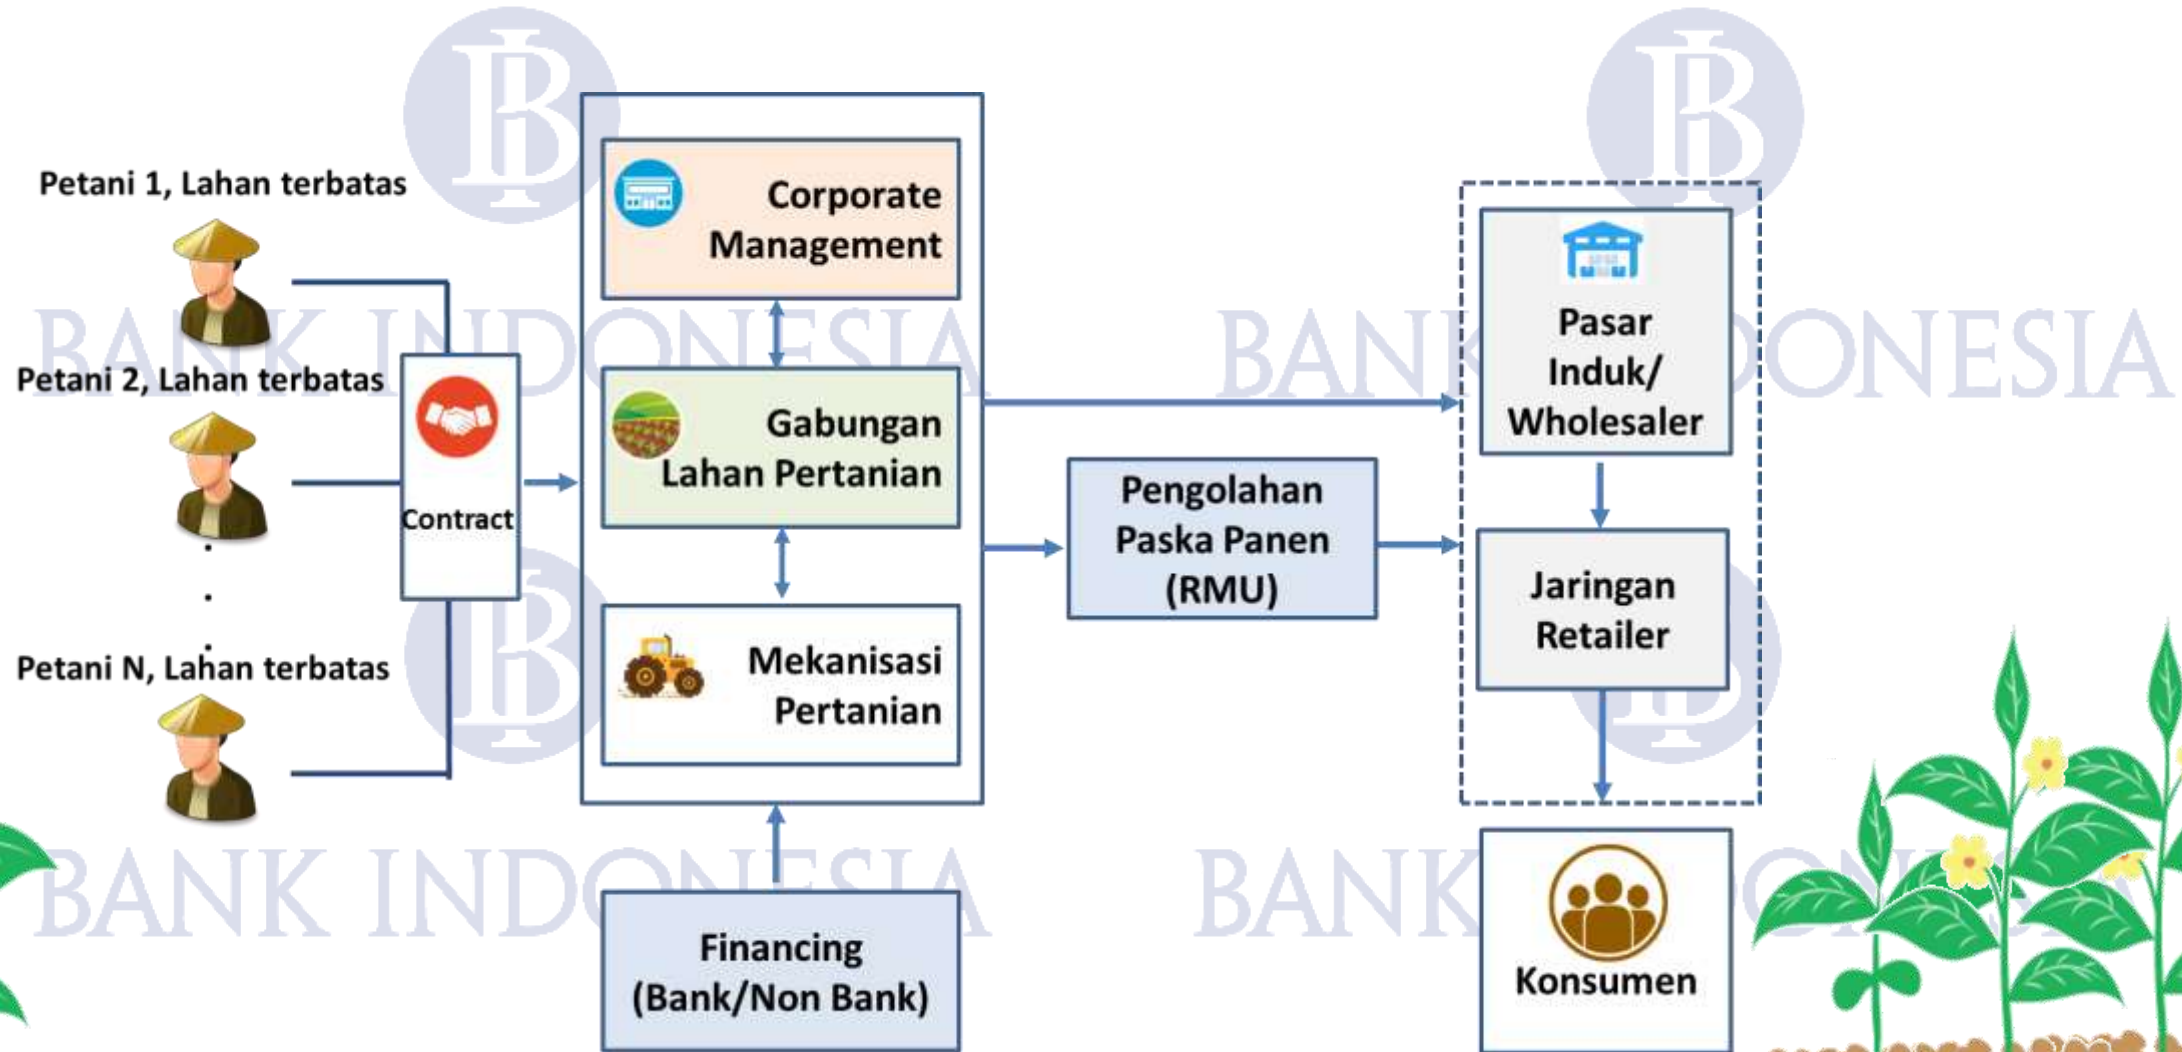 Petani 1, Lahan terbatas
Petani 2, Lahan terbatas
.
.
.
Petani N, Lahan terbatas
Contract
Corporate
Management
Gabungan
Lahan Pertanian
Mekanisasi
Pertanian
Financing
(Bank/Non Bank)
Pengolahan
Paska Panen
(RMU)
Pasar
Induk/
Wholesaler
Jaringan
Retailer
Konsumen
BANK INDONESIA
BANK INDONESIA
BANK INDONESIA
BANK INDONESIA